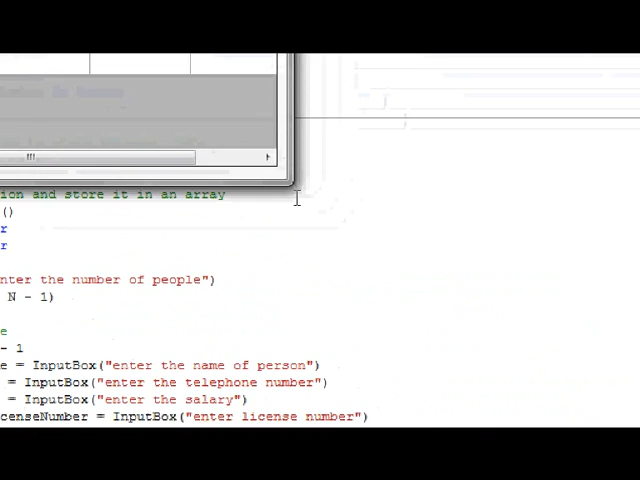 ion and store it in an array
()
r
r
nter the number of people")
N - 1)
e
- 1
e = InputBox("enter the name of person")
= InputBox("enter the telephone number")
= InputBox("enter the salary")
censeNumber = InputBox("enter license number")